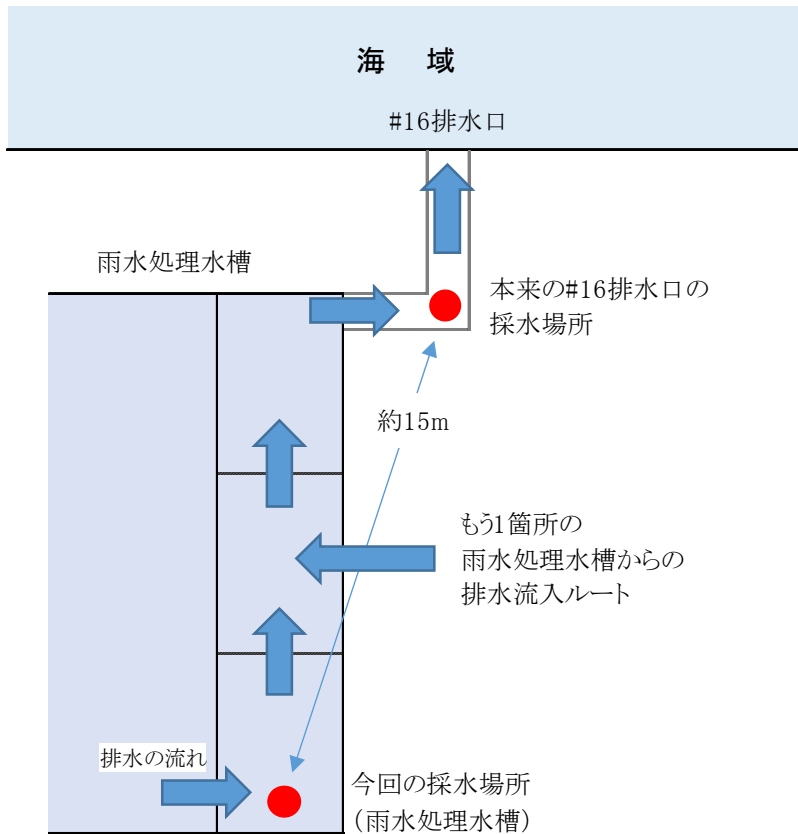 海　域
#16排水口
雨水処理水槽
本来の#16排水口の
採水場所
約15m
もう1箇所の
雨水処理水槽からの
排水流入ルート
排水の流れ
今回の採水場所
（雨水処理水槽）